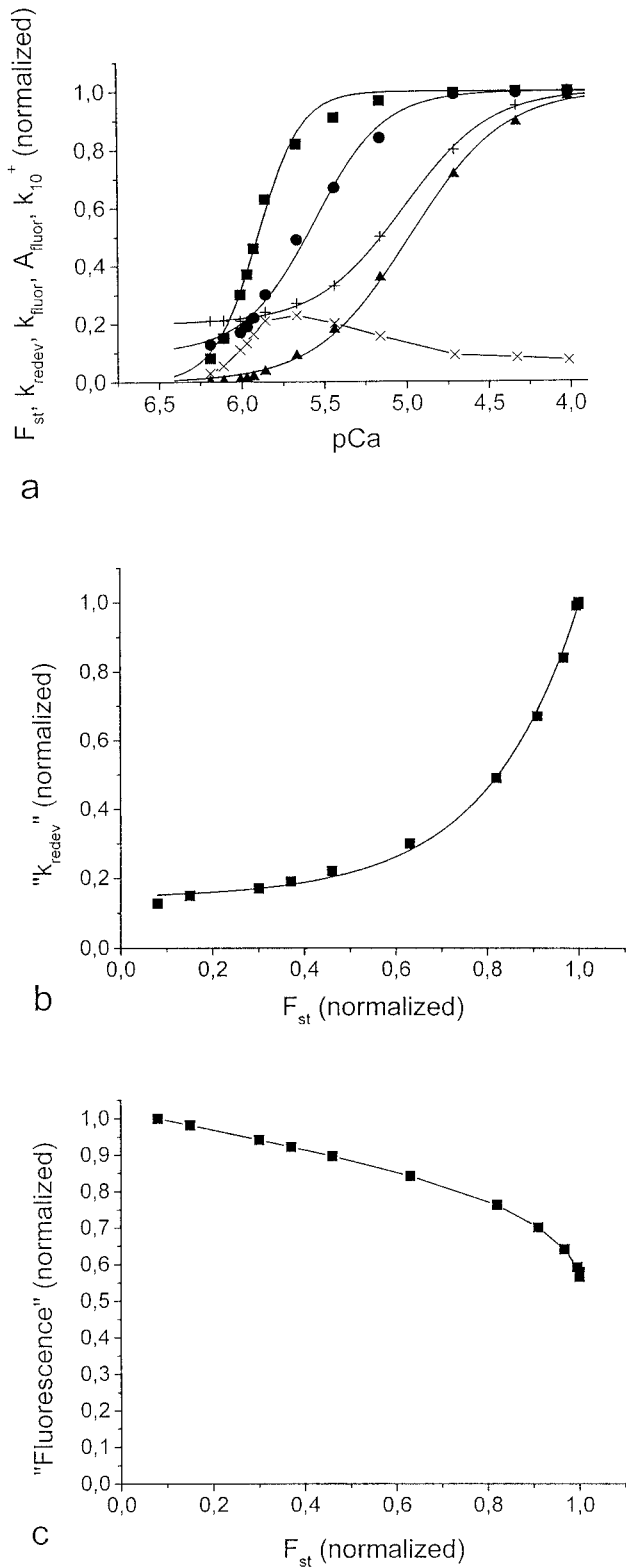 F_st, k_redev, k_fluor, A_fluor, k_10^+ (normalized)
1,0
0,8
0,6
0,4
0,2
0,0
6,5 6,0 5,5 5,0 4,5 4,0
pCa
a
"k_redev" (normalized)
1,0
0,8
0,6
0,4
0,2
0,0
0,0 0,2 0,4 0,6 0,8 1,0
F_st (normalized)
b
"Fluorescence" (normalized)
1,0
0,9
0,8
0,7
0,6
0,5
0,4
0,3
0,2
0,1
0,0
0,0 0,2 0,4 0,6 0,8 1,0
F_st (normalized)
c